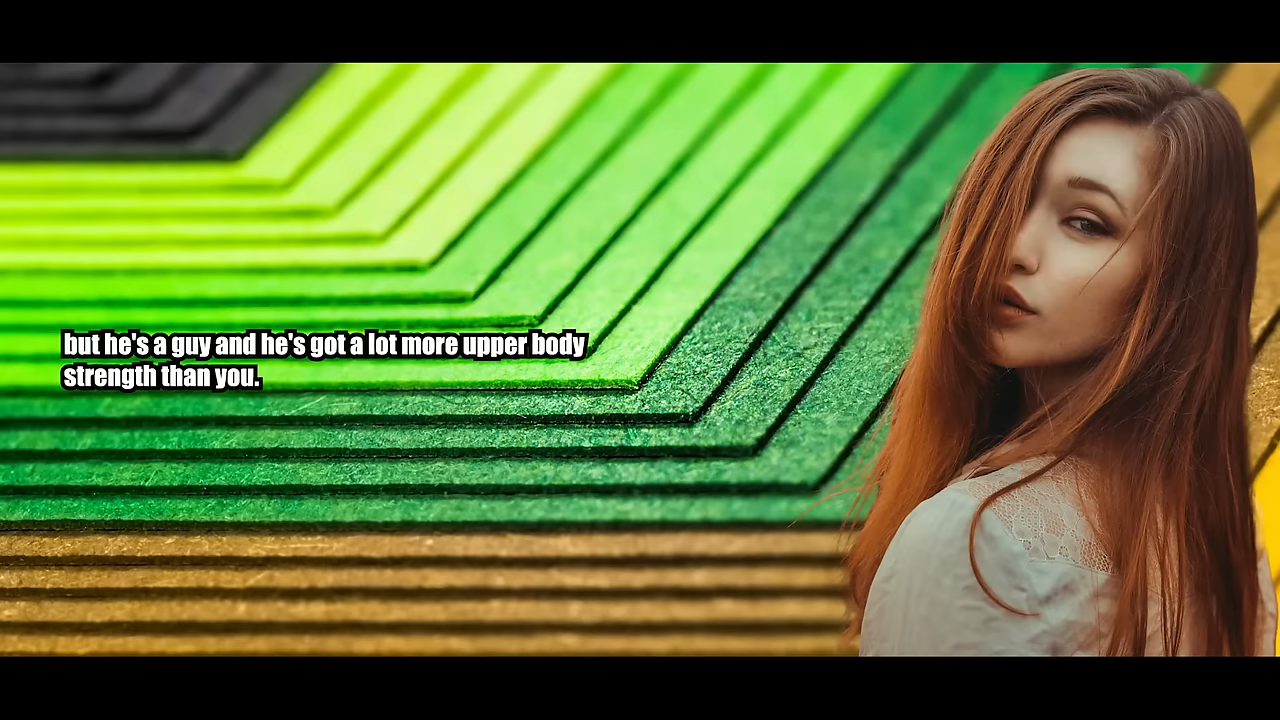 but he's a guy and he's got a lot more upper body
strength than you.